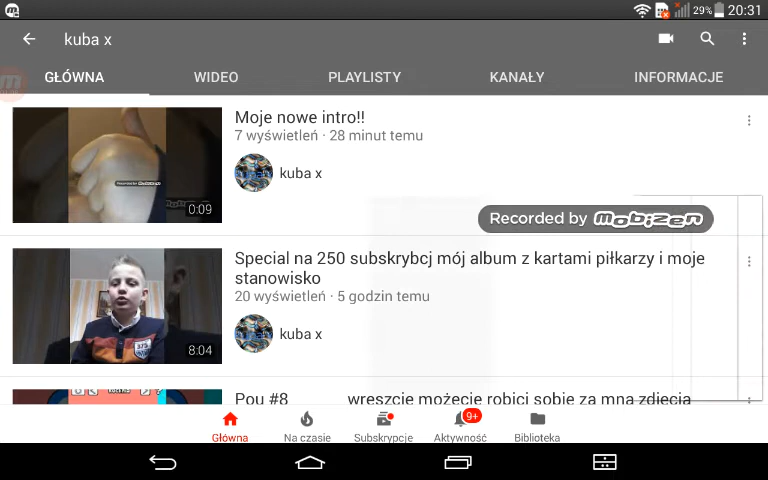 29% 20:31
kuba x
GŁÓWNA WIDEO PLAYLISTY KANAŁY INFORMACJE
Moje nowe intro!!
7 wyświetleń · 28 minut temu
kuba x
Recorded by mobizen
0:09
Recorded by mobizen
Special na 250 subskrybcj mój album z kartami piłkarzy i moje
stanowisko
20 wyświetleń · 5 godzin temu
kuba x
8:04
Pou #8 wreszcie możecie robici sobie za mna zdjecia
9+
Główna Na czasie Subskrypcje Aktywność Biblioteka